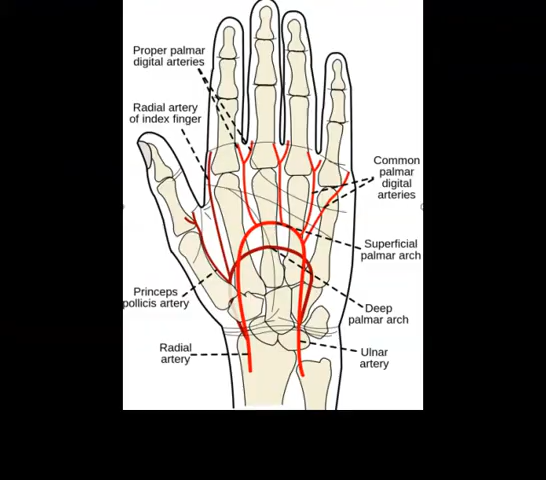 Proper palmar
digital arteries
Radial artery
of index finger
Common
palmar
digital
arteries
Superficial
palmar arch
Princeps
pollicis artery
Deep
palmar arch
Radial
artery
Ulnar
artery